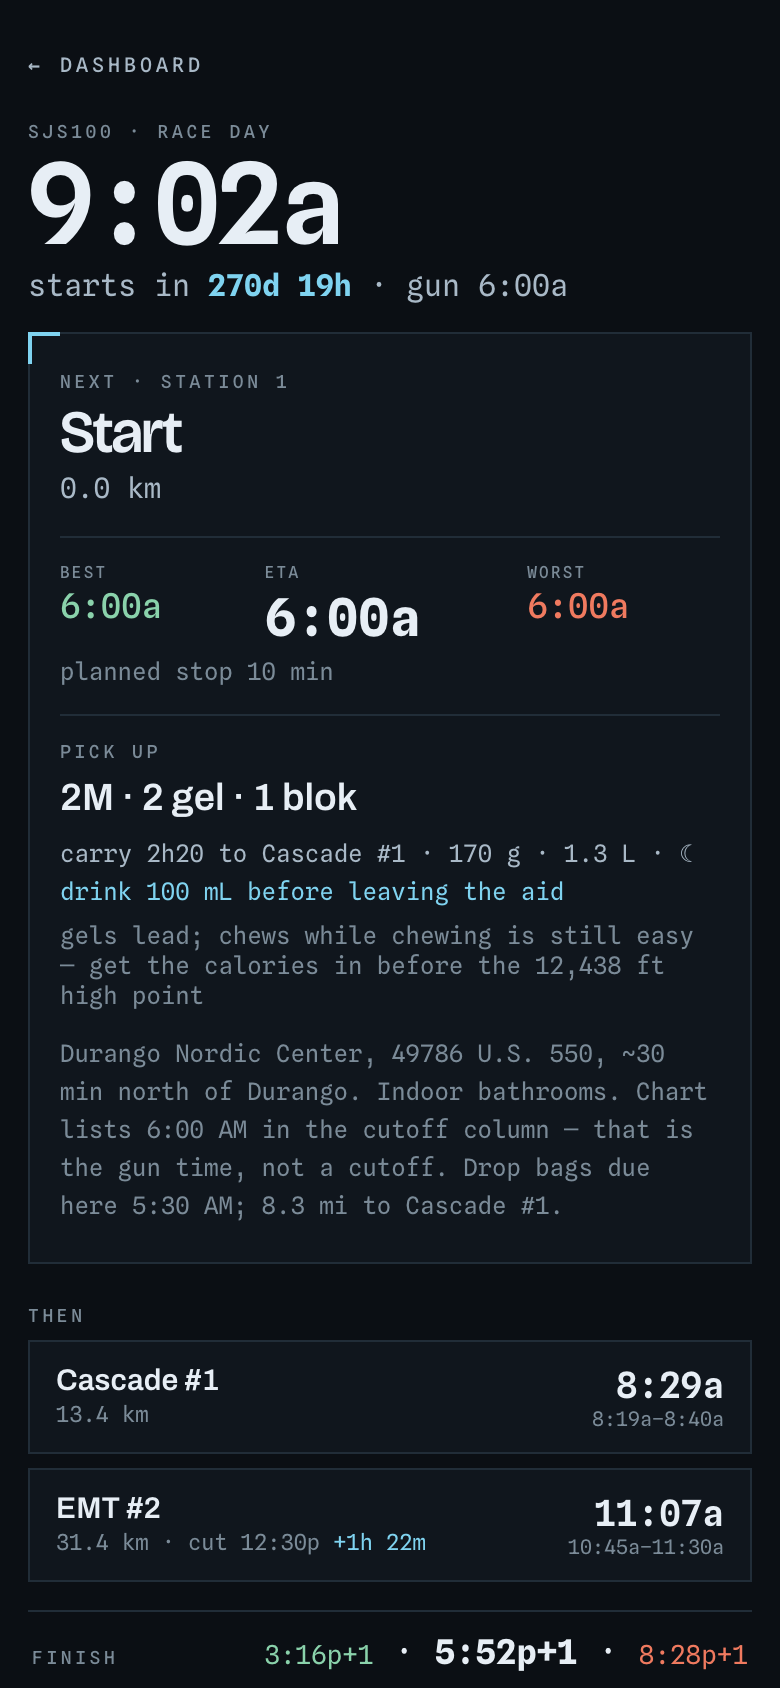 ← DASHBOARD
SJS100 · RACE DAY
9:02a
starts in 270d 19h · gun 6:00a
NEXT · STATION 1
Start
0.0 km
BEST ETA WORST
6:00a 6:00a 6:00a
planned stop 10 min
PICK UP
2M · 2 gel · 1 blok
carry 2h20 to Cascade #1 · 170 g · 1.3 L · ☾
drink 100 mL before leaving the aid
gels lead; chews while chewing is still easy
— get the calories in before the 12,438 ft
high point
Durango Nordic Center, 49786 U.S. 550, ~30
min north of Durango. Indoor bathrooms. Chart
lists 6:00 AM in the cutoff column — that is
the gun time, not a cutoff. Drop bags due
here 5:30 AM; 8.3 mi to Cascade #1.
THEN
Cascade #1 8:29a
13.4 km 8:19a–8:40a
EMT #2 11:07a
31.4 km · cut 12:30p +1h 22m 10:45a–11:30a
FINISH 3:16p+1 · 5:52p+1 · 8:28p+1